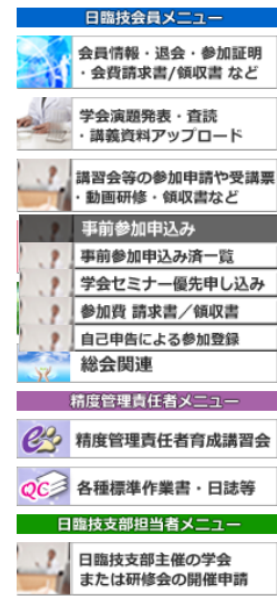 日臨技会員メニュー
会員情報・退会・参加証明
・会費請求書/領収書 など
学会演題発表・査読
・講義資料アップロード
講習会等の参加申請や受講票
・動画研修・領収書など
事前参加申込み
事前参加申込み済一覧
学会セミナー優先申し込み
参加費 請求書／領収書
自己申告による参加登録
総会関連
精度管理責任者メニュー
精度管理責任者育成講習会
QC
各種標準作業書・日誌等
日臨技支部担当者メニュー
日臨技支部主催の学会
または研修会の開催申請